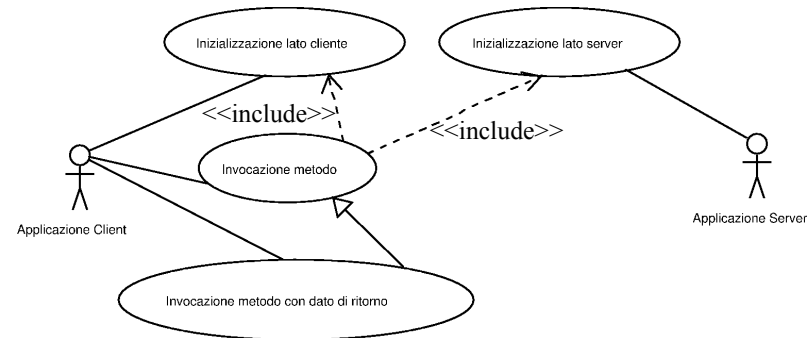 Inizializzazione lato cliente
Inizializzazione lato server
<<include>>
<<include>>
Invocazione metodo
Applicazione Client
Applicazione Server
Invocazione metodo con dato di ritorno